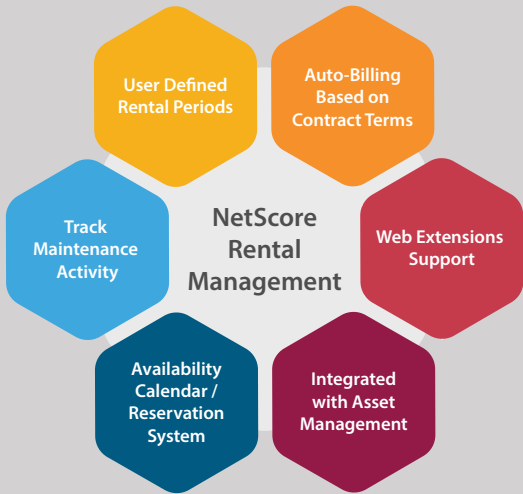 User Defined
Rental Periods
Auto-Billing
Based on
Contract Terms
Track
Maintenance
Activity
NetScore
Rental
Management
Web Extensions
Support
Availability
Calendar /
Reservation
System
Integrated
with Asset
Management